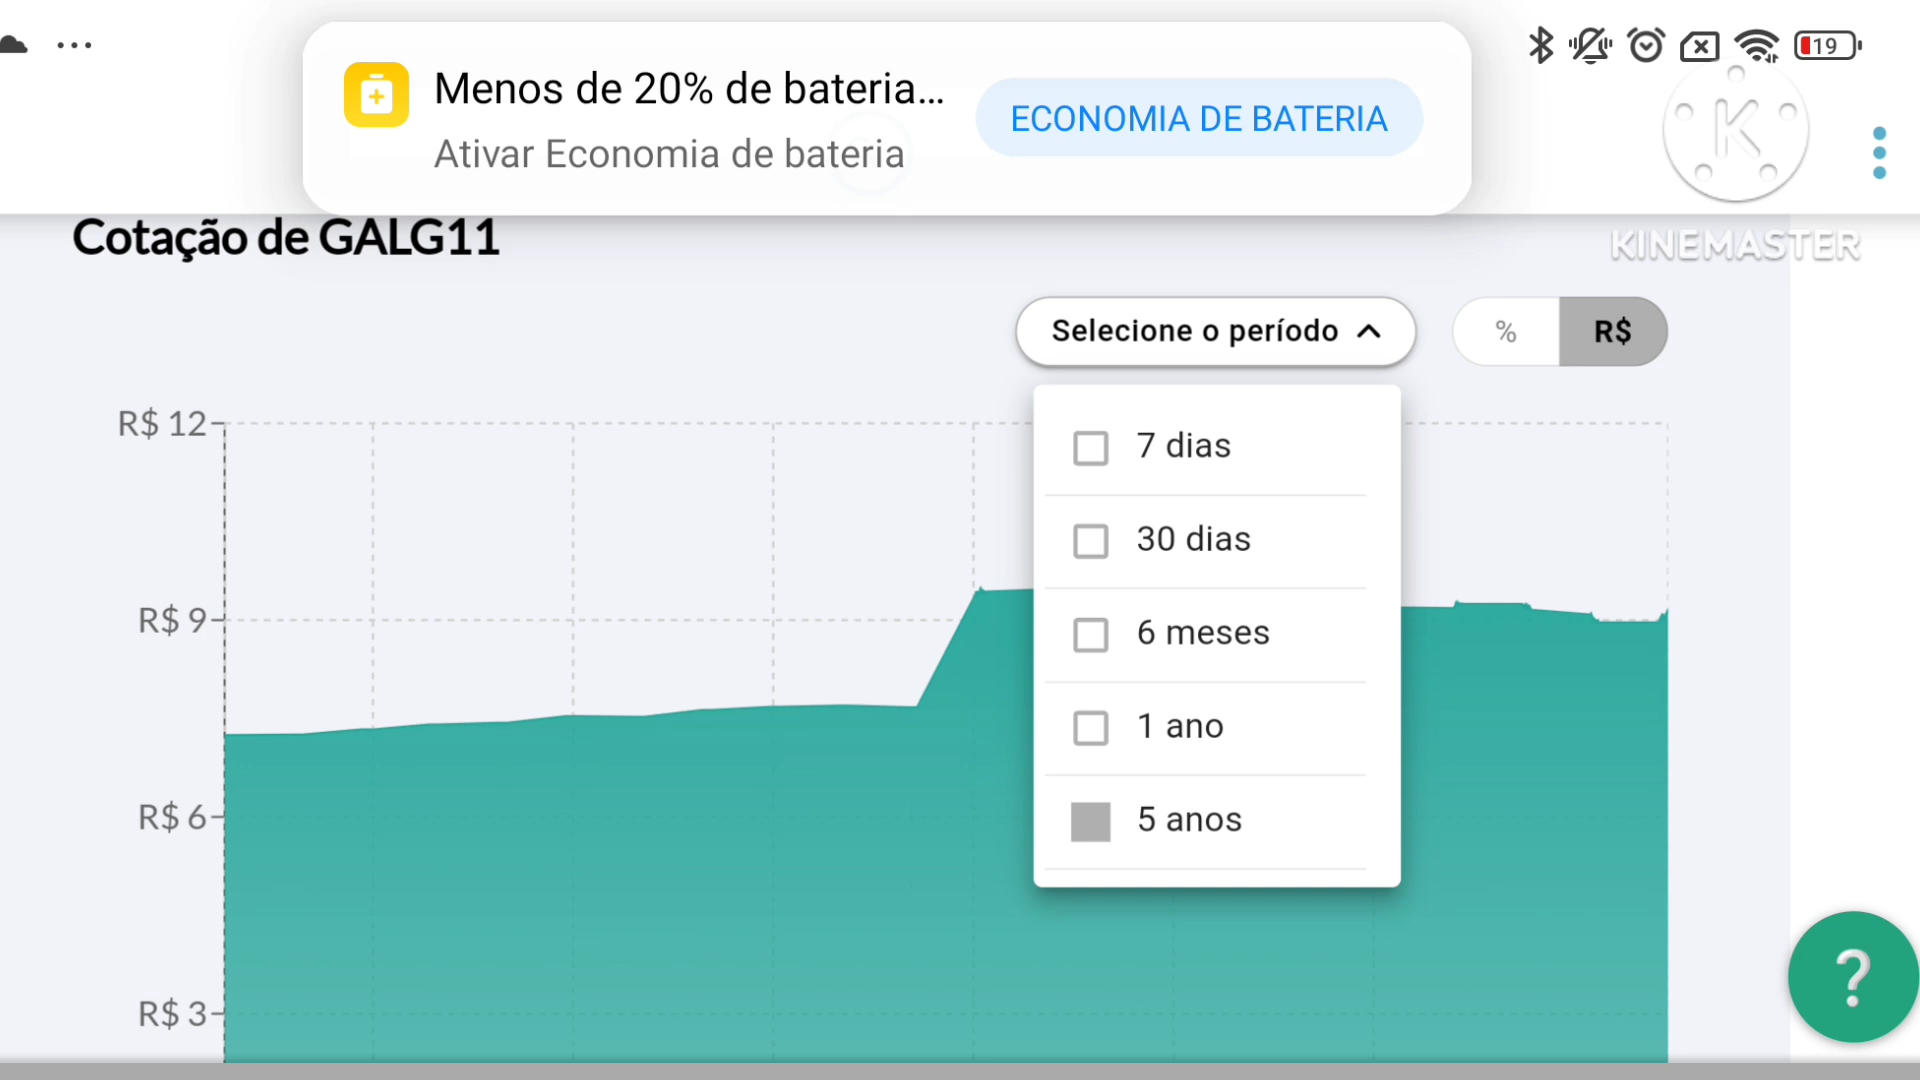 ...
Menos de 20% de bateria...
Ativar Economia de bateria
ECONOMIA DE BATERIA
19
K
KINEMASTER
Cotação de GALG11
Selecione o período
%
R$
R$ 12
R$ 9
R$ 6
R$ 3
7 dias
30 dias
6 meses
1 ano
5 anos
?